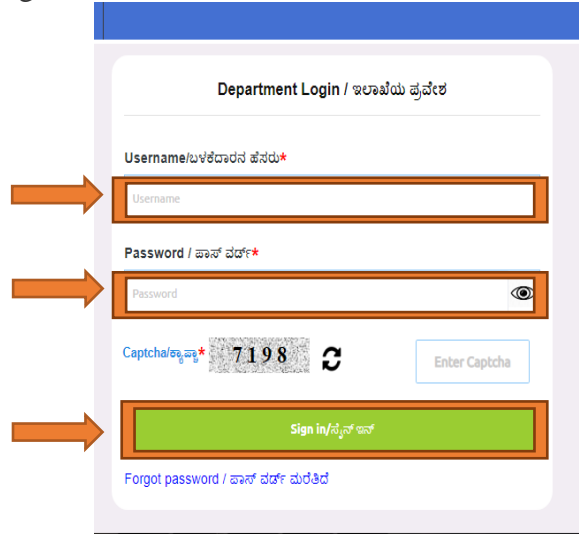 Department Login / ಇಲಾಖೆಯ ಪ್ರವೇಶ
Username/ಬಳಕೆದಾರನ ಹೆಸರು*
Username
Password / ಪಾಸ್ ವರ್ಡ್*
Password
Captcha/ಕ್ಯಾಪ್ಚಾ* 7198 Enter Captcha
Sign in/ಸೈನ್ ಇನ್
Forgot password / ಪಾಸ್ ವರ್ಡ್ ಮರೆತಿದೆ